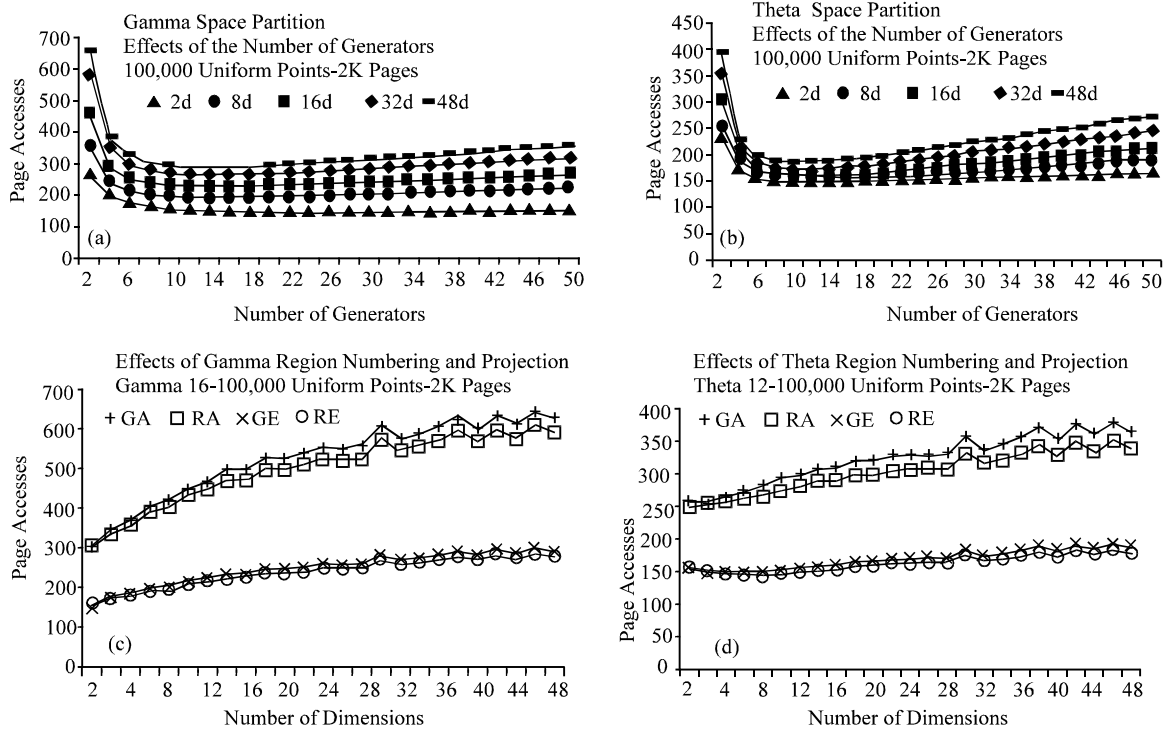 Gamma Space Partition
Effects of the Number of Generators
100,000 Uniform Points-2K Pages
2d 8d 16d 32d 48d
Page Accesses
700
600
500
400
300
200
100
0
(a)
2 6 10 14 18 22 26 30 34 38 42 46 50
Number of Generators
Theta Space Partition
Effects of the Number of Generators
100,000 Uniform Points-2K Pages
2d 8d 16d 32d 48d
Page Accesses
450
400
350
300
250
200
150
100
50
0
(b)
2 6 10 14 18 22 26 30 34 38 42 46 50
Number of Generators
Effects of Gamma Region Numbering and Projection
Gamma 16-100,000 Uniform Points-2K Pages
GA RA GE RE
Page Accesses
700
600
500
400
300
200
100
0
(c)
2 4 8 12 16 20 24 28 32 36 40 44 48
Number of Dimensions
Effects of Theta Region Numbering and Projection
Theta 12-100,000 Uniform Points-2K Pages
GA RA GE RE
Page Accesses
400
350
300
250
200
150
100
50
0
(d)
2 4 8 12 16 20 24 28 32 36 40 44 48
Number of Dimensions